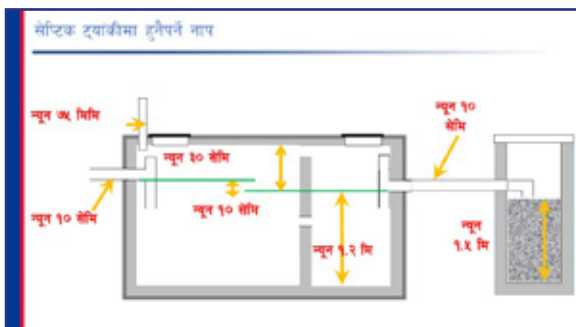 सेप्टिक ट्यांकीमा हुनैपर्ने नाप
न्यून ७५ मिमि
न्यून १०
सेमि
न्यून ३० सेमि
न्यून १० सेमि
न्यून १० सेमि
न्यून १.२ मि
न्यून
१.५ मि